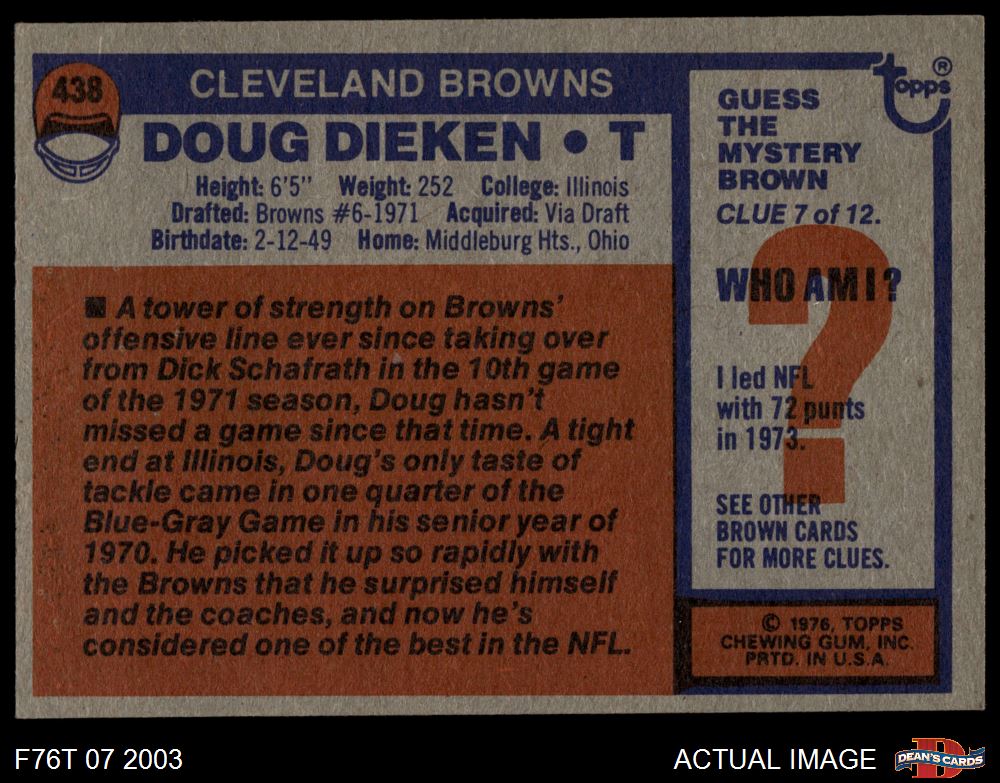 438
CLEVELAND BROWNS
DOUG DIEKEN • T
Height: 6'5" Weight: 252 College: Illinois
Drafted: Browns #6-1971 Acquired: Via Draft
Birthdate: 2-12-49 Home: Middleburg Hts., Ohio
■ A tower of strength on Browns'
offensive line ever since taking over
from Dick Schafrath in the 10th game
of the 1971 season, Doug hasn't
missed a game since that time. A tight
end at Illinois, Doug's only taste of
tackle came in one quarter of the
Blue-Gray Game in his senior year of
1970. He picked it up so rapidly with
the Browns that he surprised himself
and the coaches, and now he's
considered one of the best in the NFL.
topps®
GUESS
THE
MYSTERY
BROWN
CLUE 7 of 12.
WHO AM I?
?
I led NFL
with 72 punts
in 1973.
SEE OTHER
BROWN CARDS
FOR MORE CLUES.
© 1976, TOPPS
CHEWING GUM, INC.
PRTD. IN U.S.A.
F76T 07 2003
ACTUAL IMAGE
D
DEAN'S CARDS